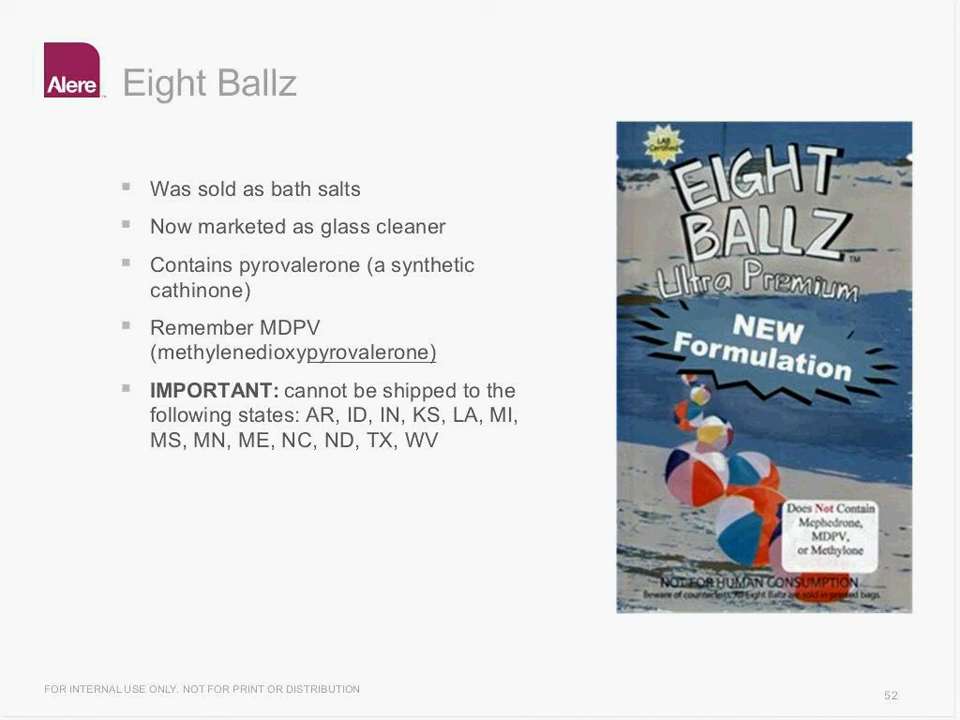 Alere
Eight Ballz
Was sold as bath salts
Now marketed as glass cleaner
Contains pyrovalerone (a synthetic
cathinone)
Remember MDPV
(methylenedioxypyrovalerone)
IMPORTANT: cannot be shipped to the
following states: AR, ID, IN, KS, LA, MI,
MS, MN, ME, NC, ND, TX, WV
LAB
Certified
EIGHT
BALLZ™
Ultra Premium
NEW
Formulation
Does Not Contain
Mephedrone,
MDPV,
or Methylone
NOT FOR HUMAN CONSUMPTION
Beware of counterfeits. All Eight Ballz are sold in printed bags.
FOR INTERNAL USE ONLY. NOT FOR PRINT OR DISTRIBUTION
52